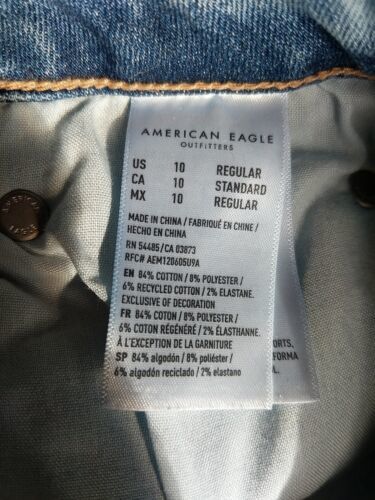 AMERICAN EAGLE
OUTFITTERS
US 10 REGULAR
CA 10 STANDARD
MX 10 REGULAR
MADE IN CHINA / FABRIQUÉ EN CHINE /
HECHO EN CHINA
RN 54485/CA 03873
RFC# AEM120605U9A
EN 84% COTTON / 8% POLYESTER /
6% RECYCLED COTTON / 2% ELASTANE.
EXCLUSIVE OF DECORATION
FR 84% COTON / 8% POLYESTER /
6% COTON RÉGÉNÉRÉ / 2% ÉLASTHANNE.
À L'EXCEPTION DE LA GARNITURE
SP 84% algodón / 8% poliéster /
6% algodón reciclado / 2% elastano
AMERICAN
EAGLE